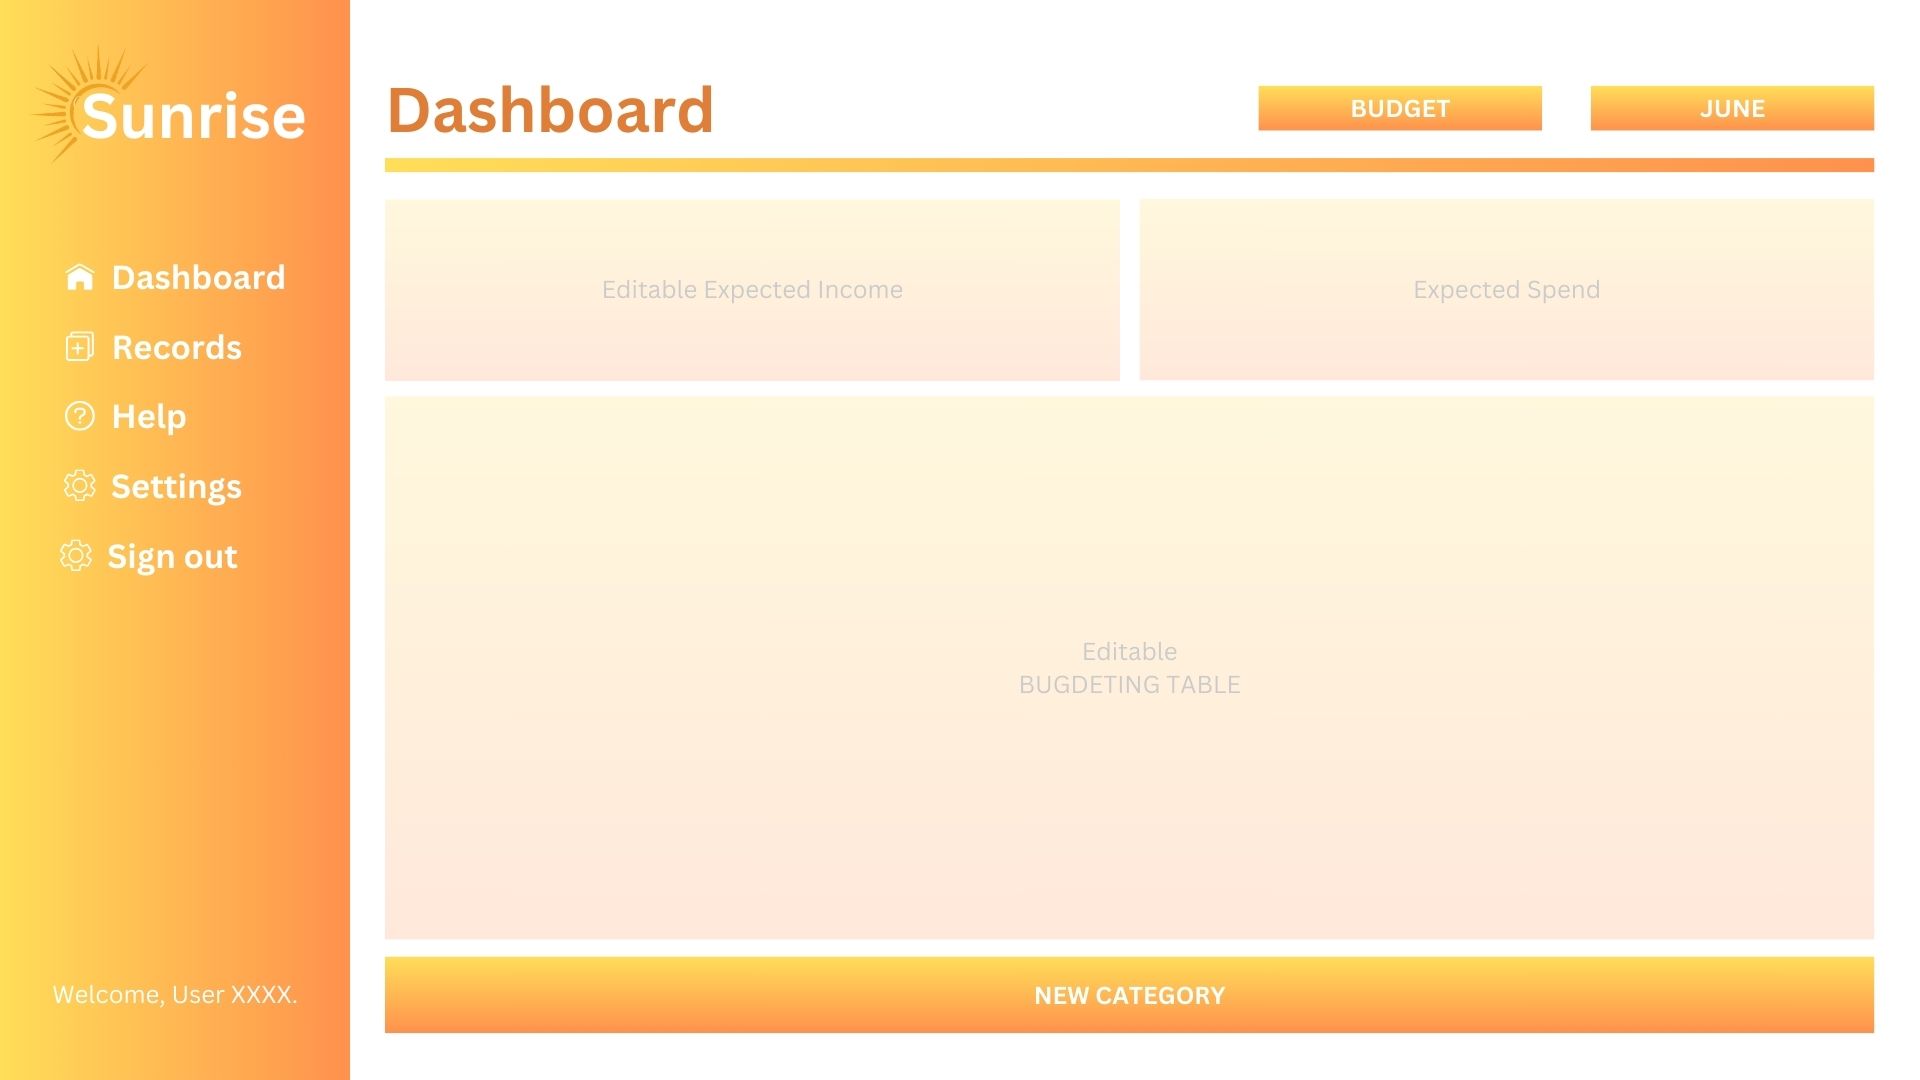 Sunrise
Dashboard
Records
Help
Settings
Sign out
Welcome, User XXXX.
Dashboard
BUDGET
JUNE
Editable Expected Income
Expected Spend
Editable
BUGDETING TABLE
NEW CATEGORY